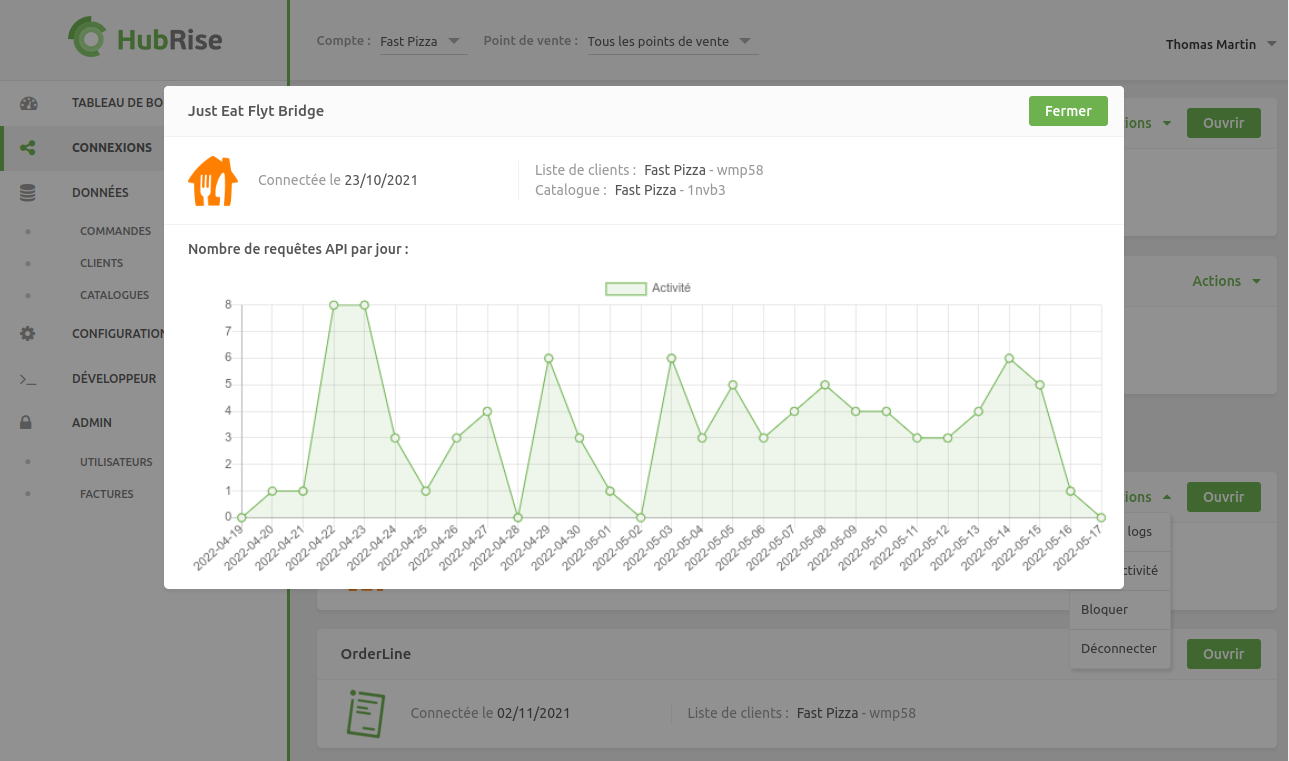 HubRise
Compte : Fast Pizza Point de vente : Tous les points de vente
Thomas Martin
TABLEAU DE BO
CONNEXIONS
DONNÉES
COMMANDES
CLIENTS
CATALOGUES
CONFIGURATION
DÉVELOPPEUR
ADMIN
UTILISATEURS
FACTURES
Just Eat Flyt Bridge
Fermer
Connectée le 23/10/2021
Liste de clients : Fast Pizza - wmp58
Catalogue : Fast Pizza - 1nvb3
Nombre de requêtes API par jour :
Activité
8
7
6
5
4
3
2
1
0
2022-04-19
2022-04-20
2022-04-21
2022-04-22
2022-04-23
2022-04-24
2022-04-25
2022-04-26
2022-04-27
2022-04-28
2022-04-29
2022-04-30
2022-05-01
2022-05-02
2022-05-03
2022-05-04
2022-05-05
2022-05-06
2022-05-07
2022-05-08
2022-05-09
2022-05-10
2022-05-11
2022-05-12
2022-05-13
2022-05-14
2022-05-15
2022-05-16
2022-05-17
ions Ouvrir
Actions
ions Ouvrir
logs
ctivité
Bloquer
Déconnecter
OrderLine
Ouvrir
Connectée le 02/11/2021
Liste de clients : Fast Pizza - wmp58